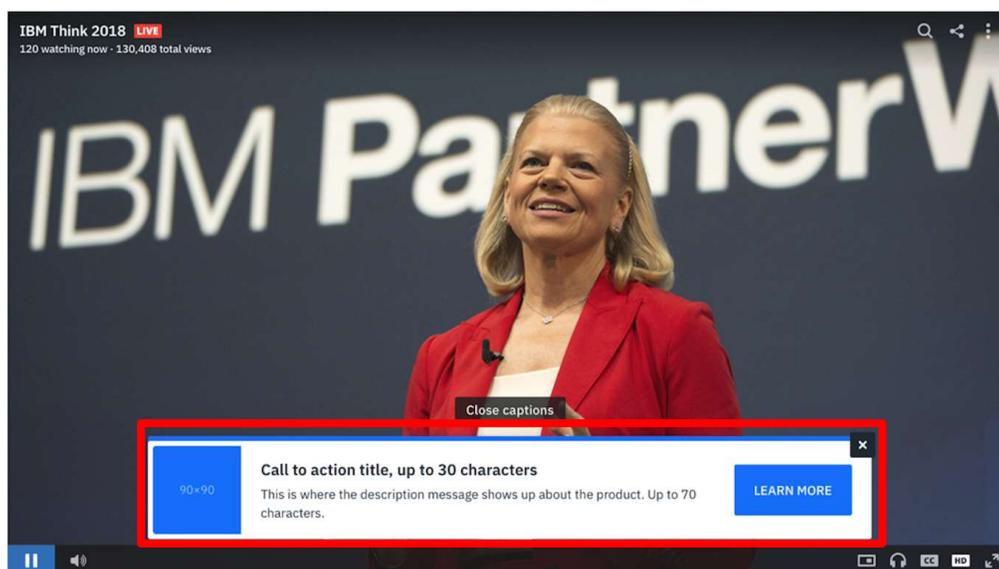 IBM Think 2018 LIVE
120 watching now · 130,408 total views
IBM PartnerW
Close captions
90×90
Call to action title, up to 30 characters
This is where the description message shows up about the product. Up to 70
characters.
LEARN MORE
CC HD